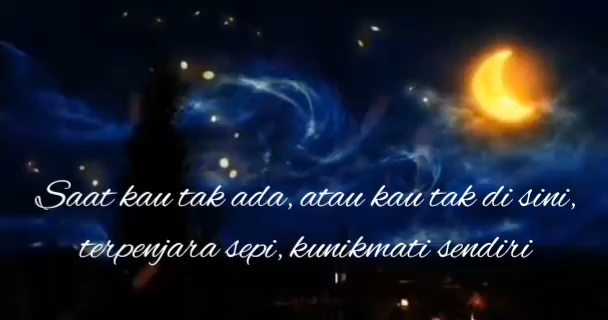 Saat kau tak ada, atau kau tak di sini,
terpenjara sepi, kunikmati sendiri